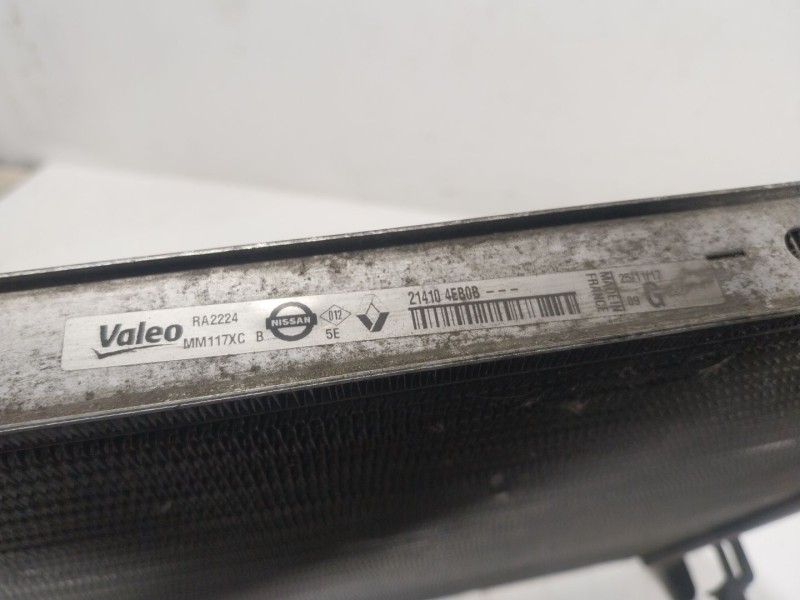 Valeo
RA2224
MM117XC B
NISSAN
012
5E
21410 4EB0B ---
MADE IN
FRANCE